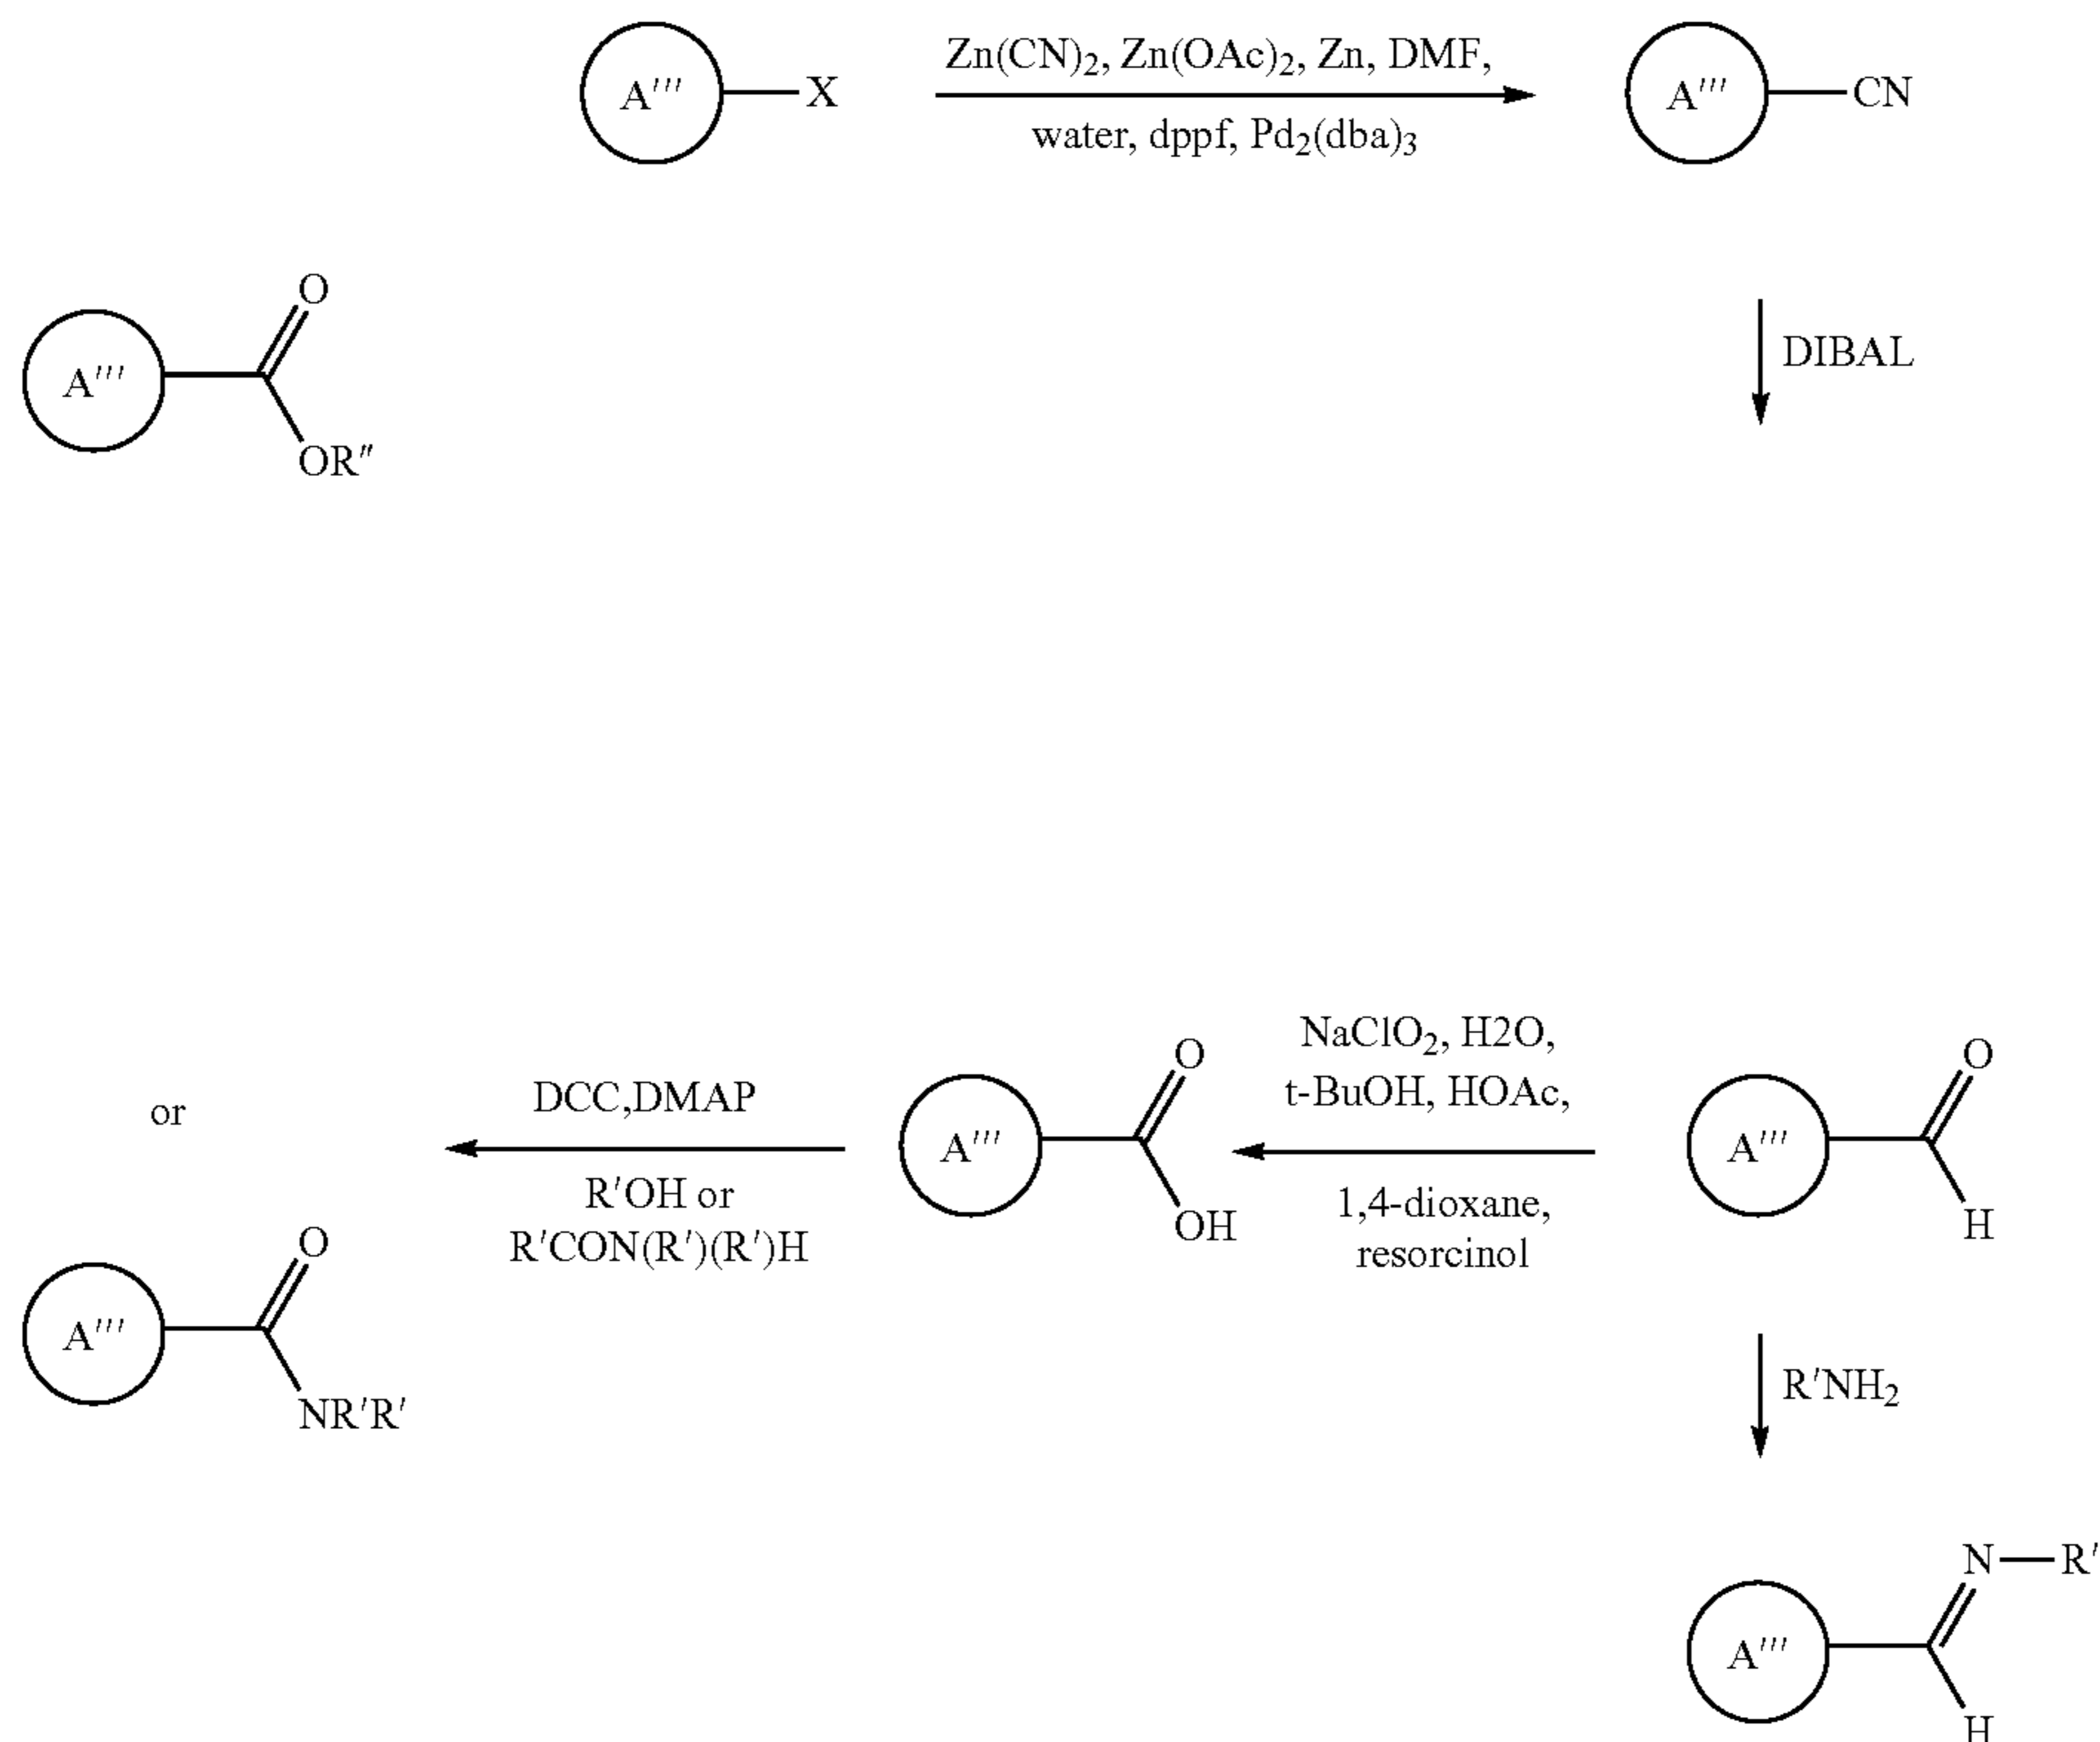 A′′′
X
Zn(CN)2, Zn(OAc)2, Zn, DMF,
water, dppf, Pd2(dba)3
A′′′
CN
DIBAL
A′′′
O
OR″
or
A′′′
O
NR′R′
DCC,DMAP
R′OH or
R′CON(R′)(R′)H
A′′′
O
OH
NaClO2, H2O,
t-BuOH, HOAc,
1,4-dioxane,
resorcinol
A′′′
O
H
R′NH2
A′′′
N
R′
H